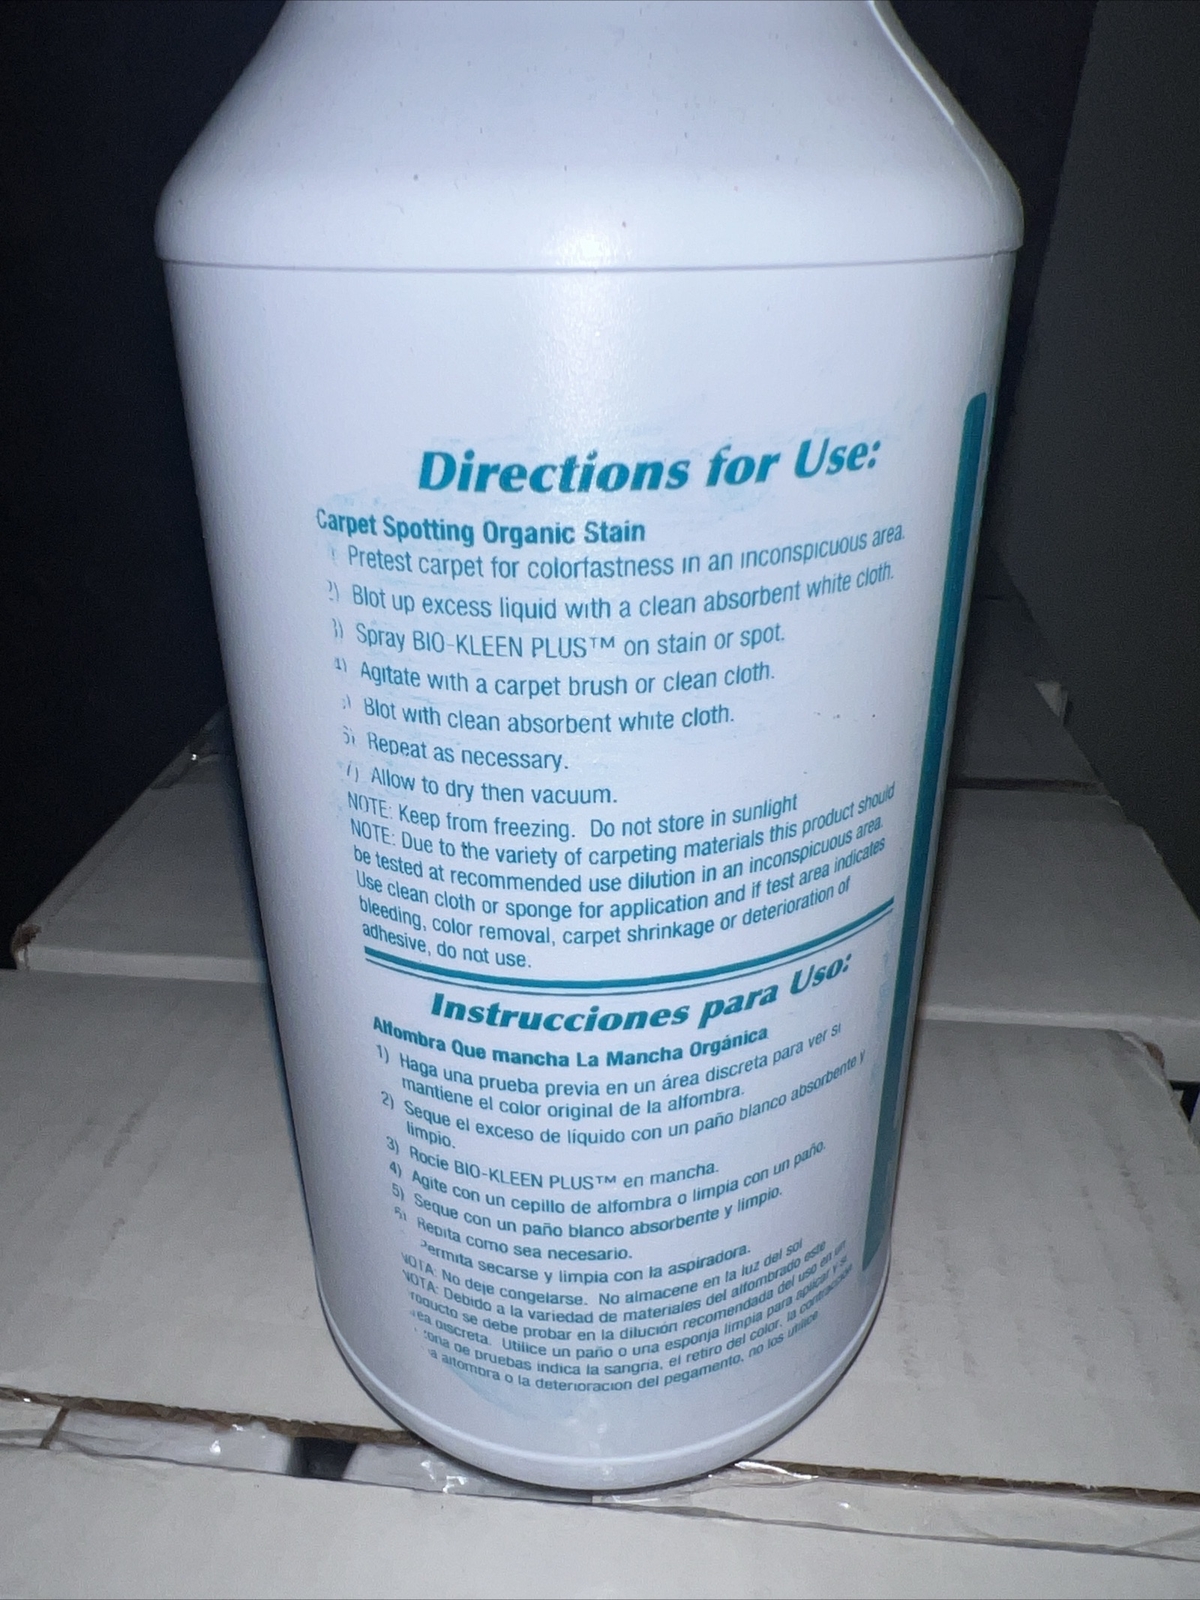 Directions for Use:
Carpet Spotting Organic Stain
Pretest carpet for colorfastness in an inconspicuous area.
2) Blot up excess liquid with a clean absorbent white cloth.
3) Spray BIO-KLEEN PLUS™ on stain or spot.
4) Agitate with a carpet brush or clean cloth.
Blot with clean absorbent white cloth.
6) Repeat as necessary.
7) Allow to dry then vacuum.
NOTE: Keep from freezing. Do not store in sunlight
NOTE: Due to the variety of carpeting materials this product should
be tested at recommended use dilution in an inconspicuous area.
Use clean cloth or sponge for application and if test area indicates
bleeding, color removal, carpet shrinkage or deterioration of
adhesive, do not use.
Instrucciones para Uso:
Alfombra Que mancha La Mancha Orgánica
1) Haga una prueba previa en un área discreta para ver si
mantiene el color original de la alfombra.
2) Seque el exceso de líquido con un paño blanco absorbente y
limpio.
3) Rocie BIO-KLEEN PLUS™ en mancha.
4) Agite con un cepillo de alfombra o limpia con un paño.
5) Seque con un paño blanco absorbente y limpio.
6) Repita como sea necesario.
Permita secarse y limpia con la aspiradora.
NOTA: No deje congelarse. No almacene en la luz del sol
NOTA: Debido a la variedad de materiales del alfombrado este
producto se debe probar en la dilución recomendada del uso en un
discreta. Utilice un paño o una esponja limpia para aplicar y si
zona de pruebas indica la sangría, el retiro del color, la contracción
a alfombra o la deterioración del pegamento, no los utilice